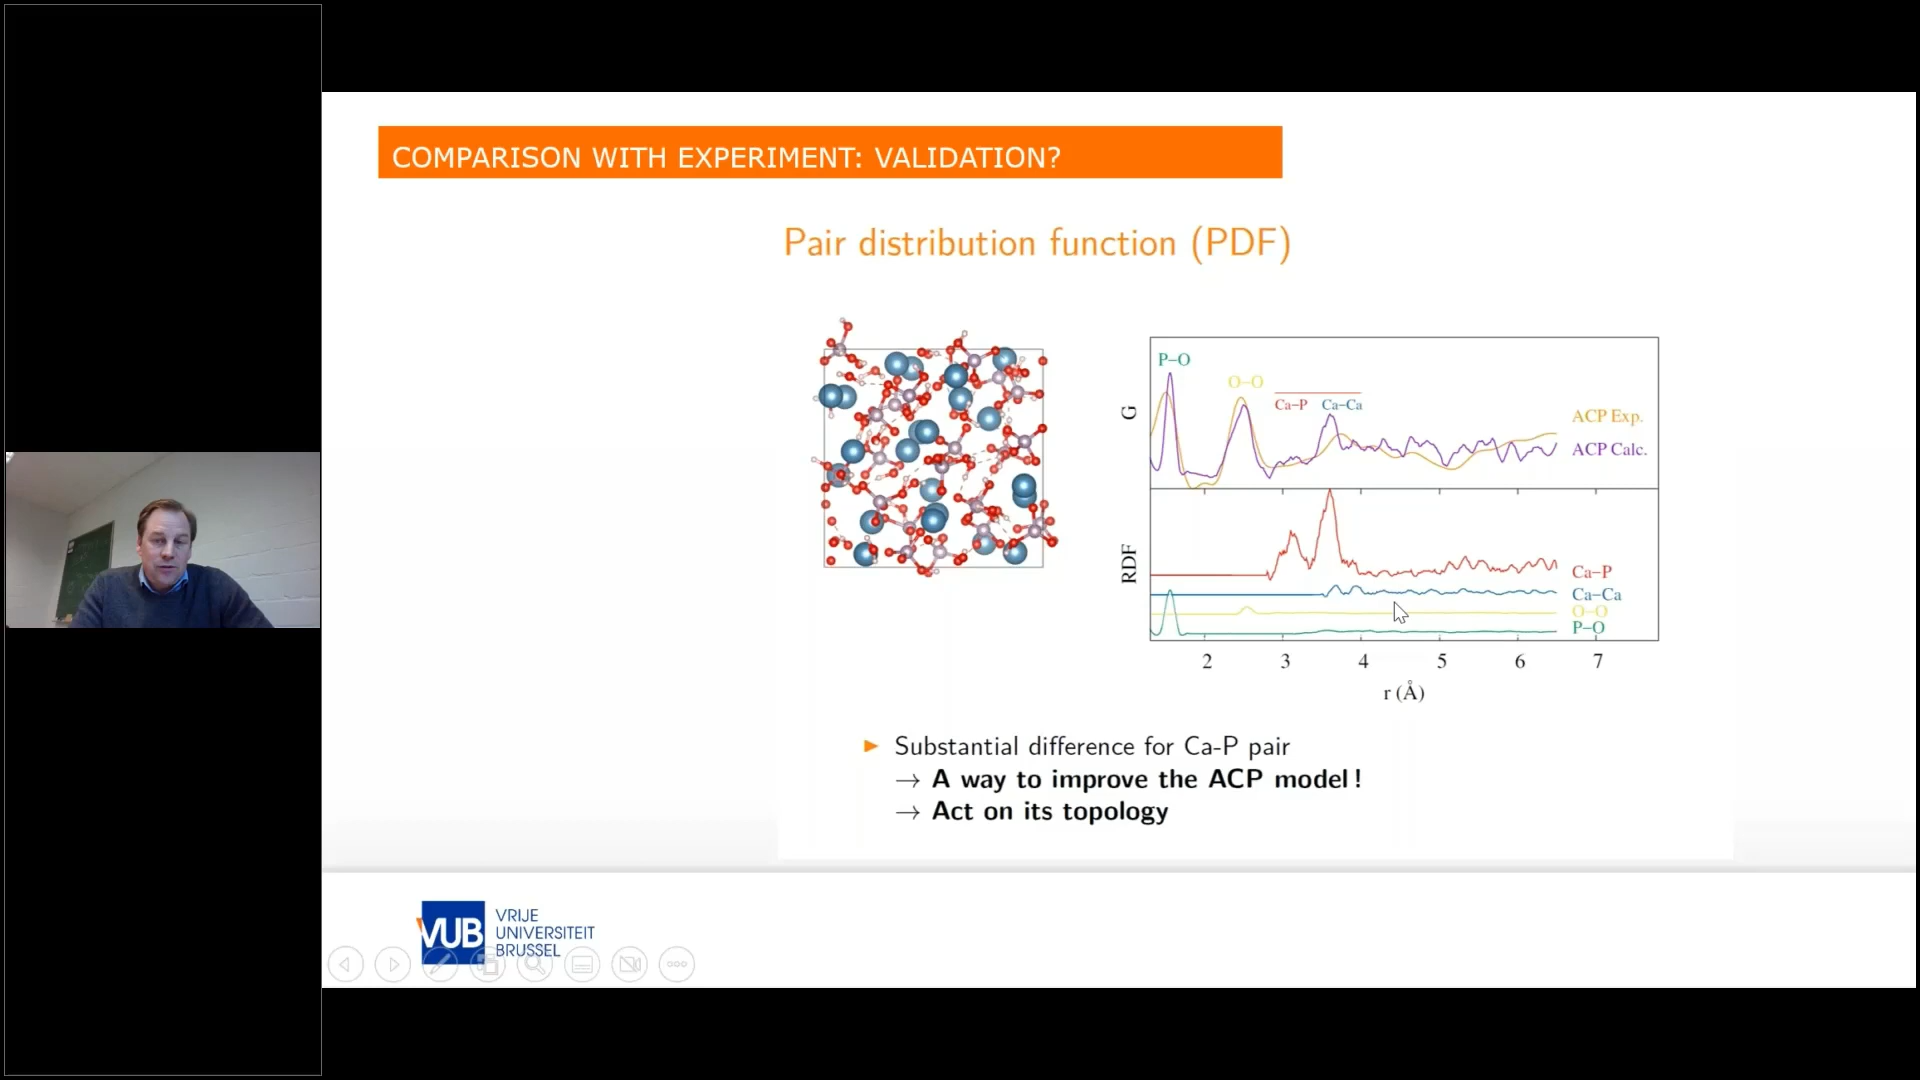 COMPARISON WITH EXPERIMENT: VALIDATION?
Pair distribution function (PDF)
P–O
O–O
Ca–P Ca–Ca
ACP Exp.
ACP Calc.
G
RDF
Ca–P
Ca–Ca
O–O
P–O
2 3 4 5 6 7
r (Å)
► Substantial difference for Ca-P pair
→ A way to improve the ACP model!
→ Act on its topology
VUB
VRIJE
UNIVERSITEIT
BRUSSEL